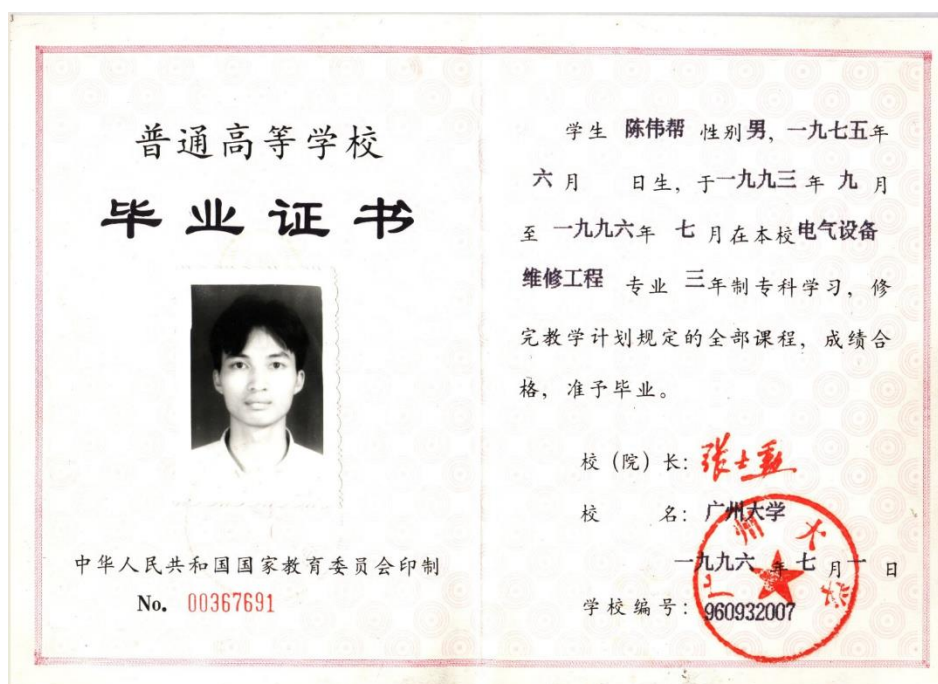 普通高等学校
毕业证书
中华人民共和国国家教育委员会印制
No. 00367691
学生 陈伟帮 性别男，一九七五年
六月 日生，于一九九三年九月
至一九九六年七月在本校电气设备
维修工程 专业 三年制专科学习，修
完教学计划规定的全部课程，成绩合
格，准予毕业。
校（院）长：
校 名：广州大学
一九九六年七月一日
学校编号：960932007
广州大学